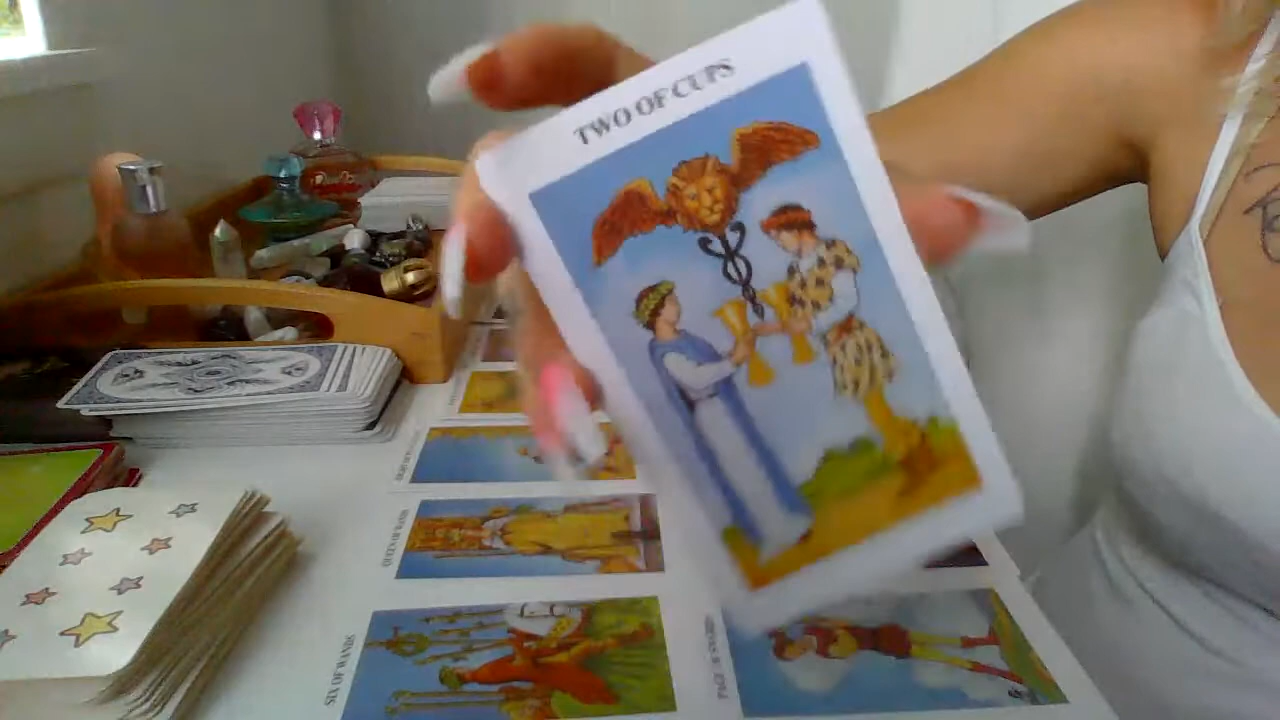 TWO OF CUPS
QUEEN OF WANDS
SIX OF WANDS
PAGE OF SWORDS